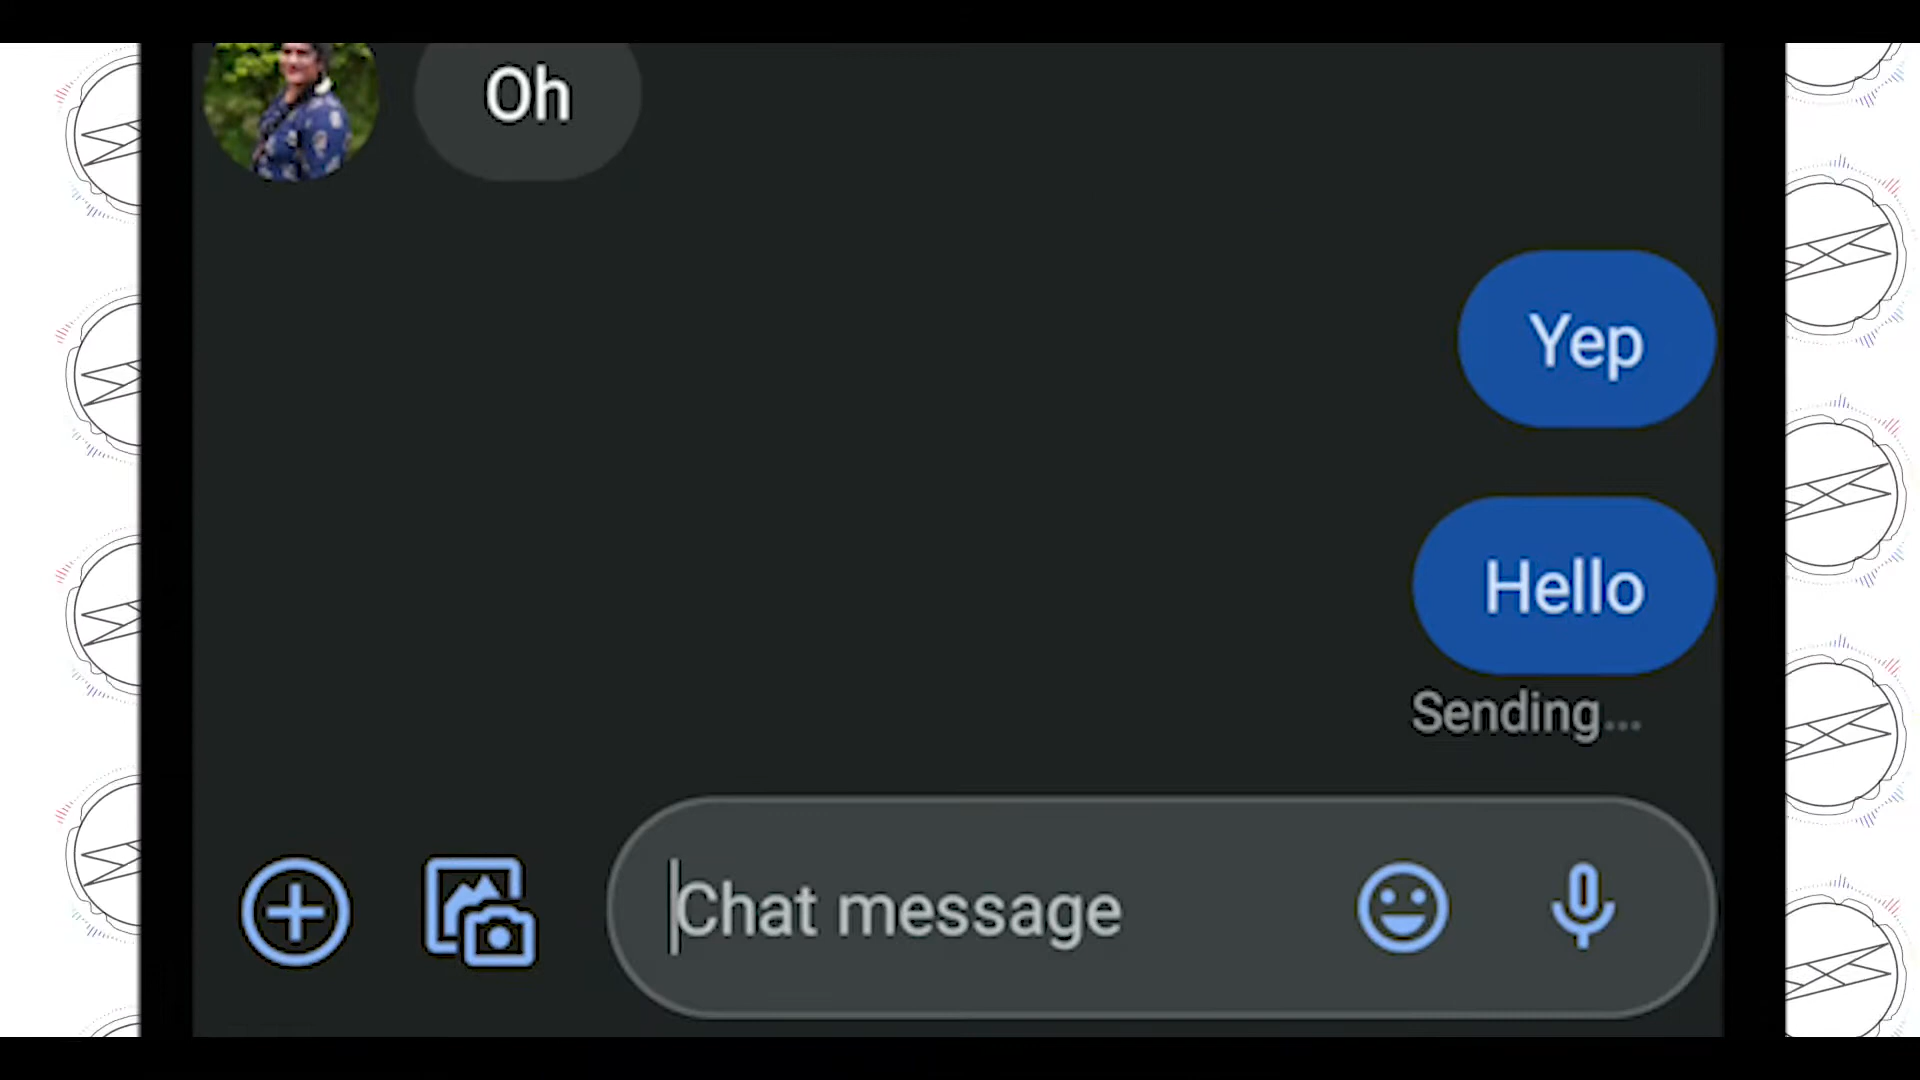 Oh
Yep
Hello
Sending...
Chat message